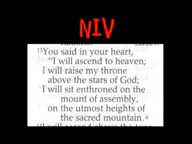 NIV
13You said in your heart,
"I will ascend to heaven;
I will raise my throne
above the stars of God;
I will sit enthroned on the
mount of assembly,
on the utmost heights of
the sacred mountain.a